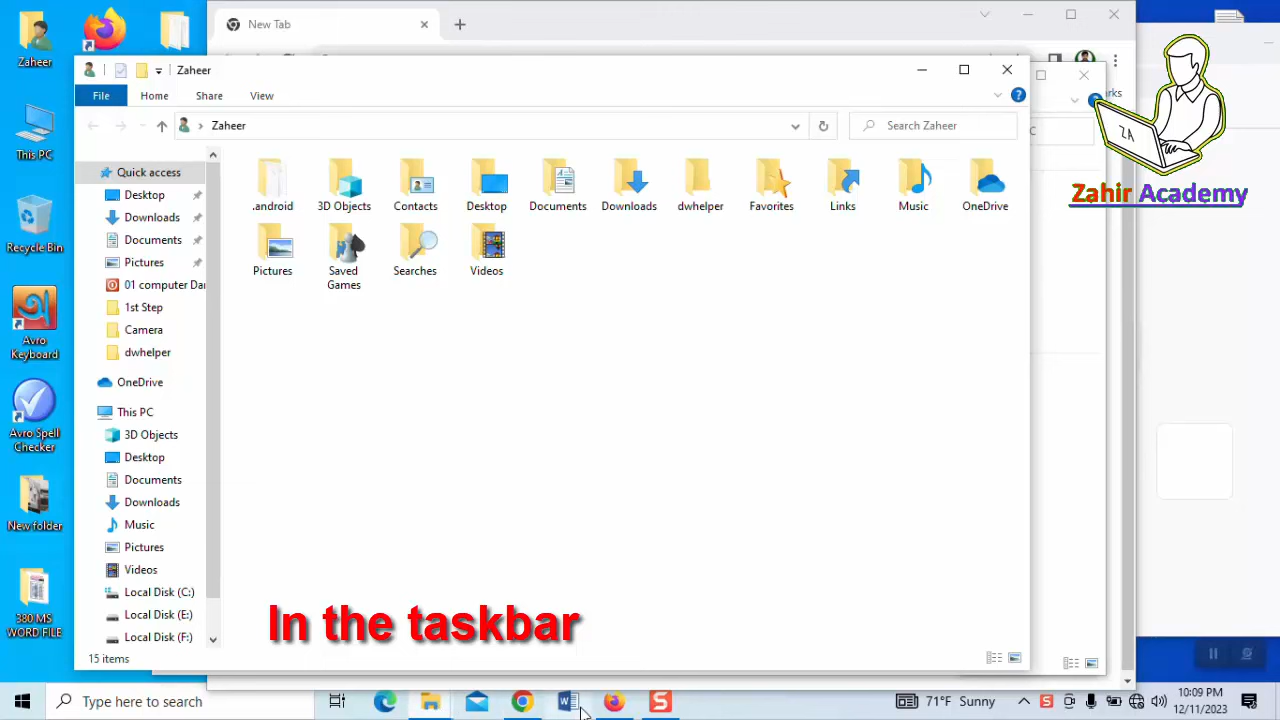 New Tab
Zaheer
Zaheer
File
Home
Share
View
Zaheer
Search Zaheer
arks
C
ZA
Zahir Academy
This PC
Recycle Bin
Avro
Keyboard
Avro Spell
Checker
New folder
380 MS
WORD FILE
Quick access
Desktop
Downloads
Documents
Pictures
01 computer Dar
1st Step
Camera
dwhelper
OneDrive
This PC
3D Objects
Desktop
Documents
Downloads
Music
Pictures
Videos
Local Disk (C:)
Local Disk (E:)
Local Disk (F:)
.android
3D Objects
Contacts
Desktop
Documents
Downloads
dwhelper
Favorites
Links
Music
OneDrive
Pictures
Saved
Games
Searches
Videos
In the taskbar
15 items
Type here to search
71°F Sunny
10:09 PM
12/11/2023